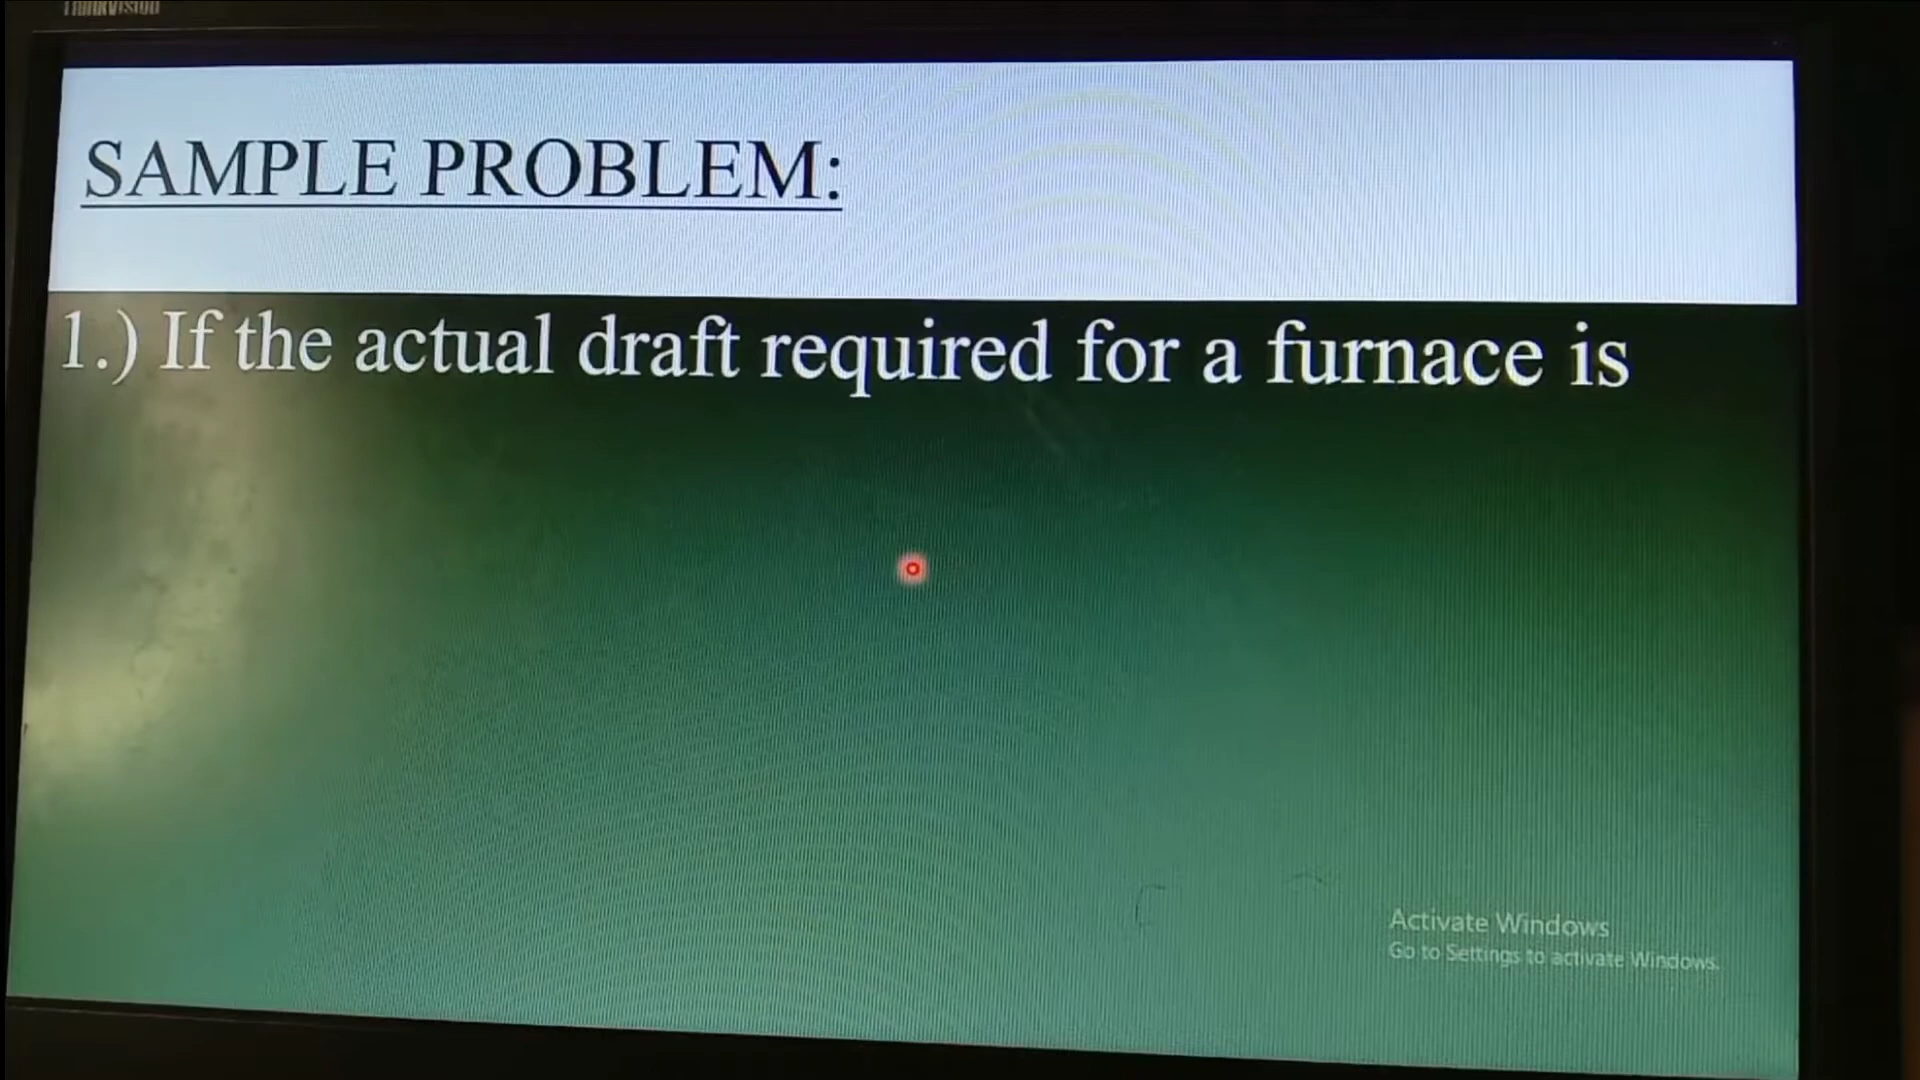 ThinkVision
SAMPLE PROBLEM:
1.) If the actual draft required for a furnace is
Activate Windows
Go to Settings to activate Windows.